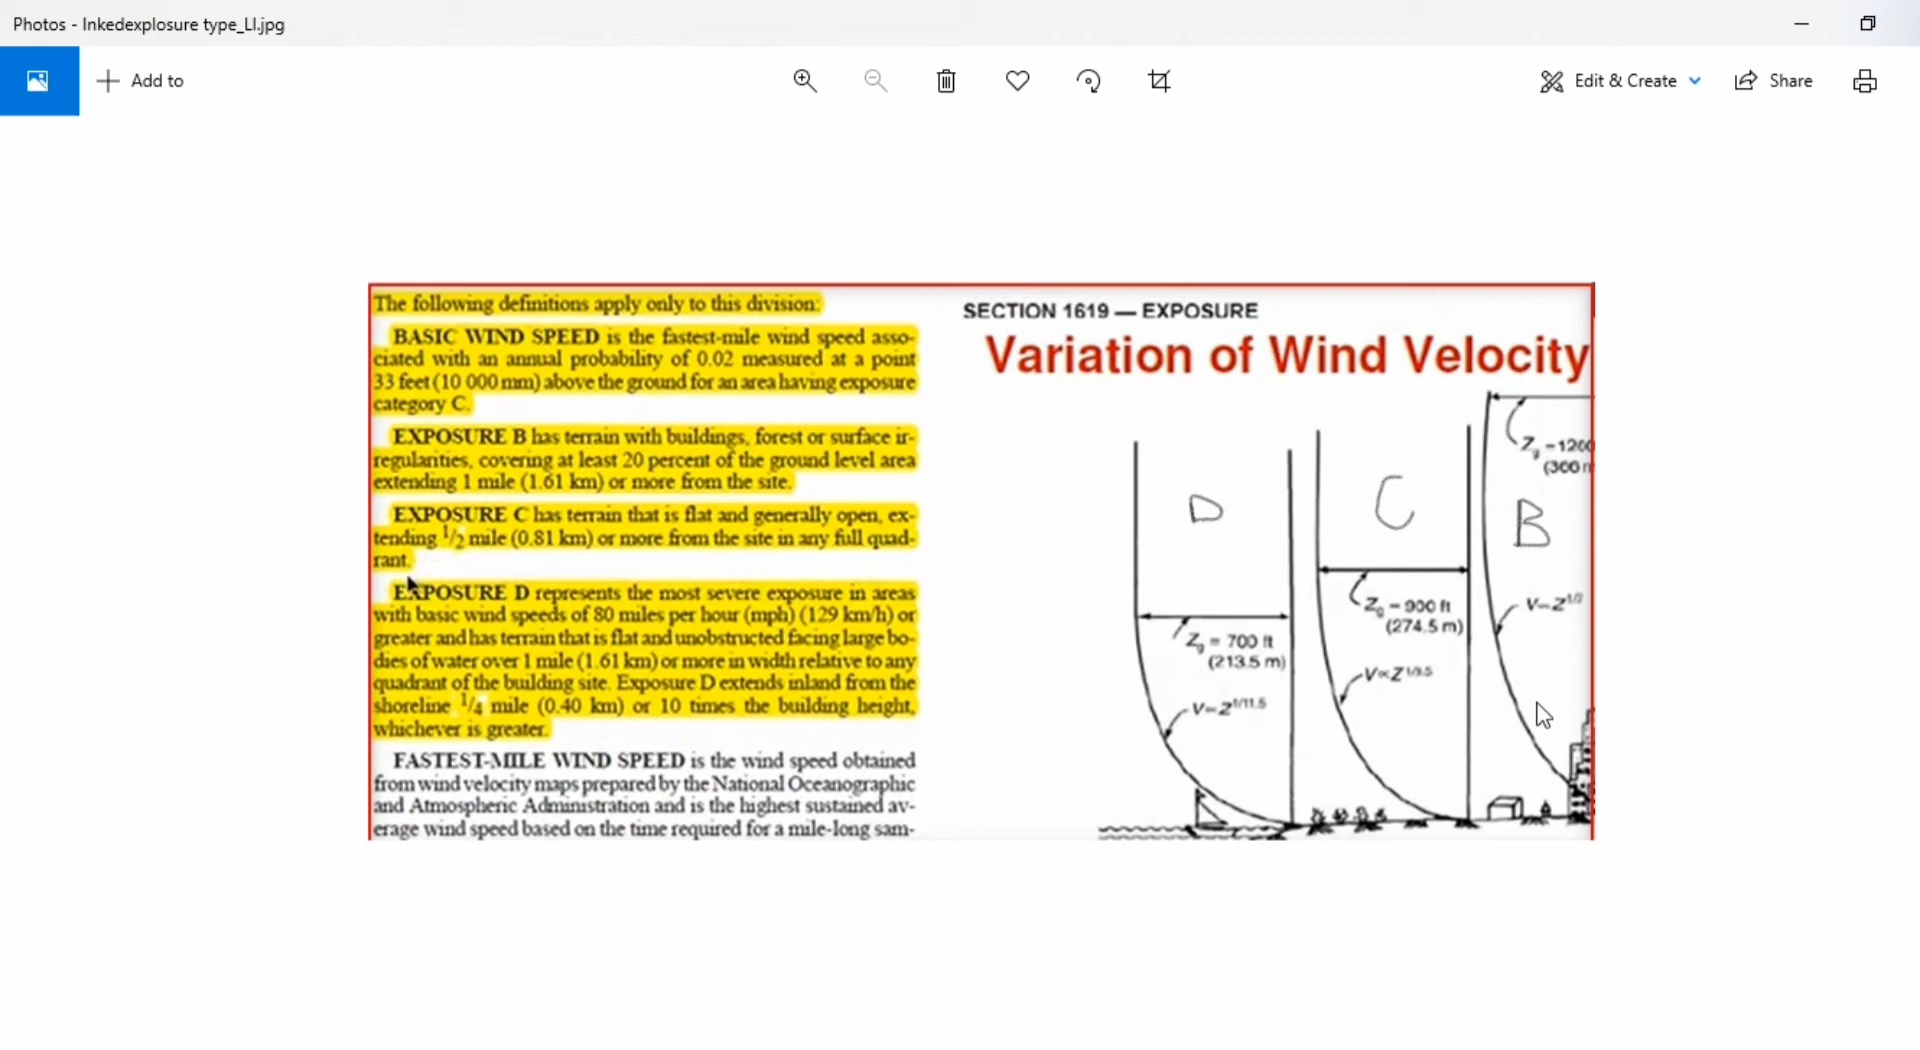 Photos - Inkedexplosure type_LI.jpg
Add to
Edit & Create
Share
The following definitions apply only to this division:
BASIC WIND SPEED is the fastest-mile wind speed asso-
ciated with an annual probability of 0.02 measured at a point
33 feet (10 000 mm) above the ground for an area having exposure
category C.
EXPOSURE B has terrain with buildings, forest or surface ir-
regularities, covering at least 20 percent of the ground level area
extending 1 mile (1.61 km) or more from the site.
EXPOSURE C has terrain that is flat and generally open, ex-
tending 1/2 mile (0.81 km) or more from the site in any full quad-
rant.
EXPOSURE D represents the most severe exposure in areas
with basic wind speeds of 80 miles per hour (mph) (129 km/h) or
greater and has terrain that is flat and unobstructed facing large bo-
dies of water over 1 mile (1.61 km) or more in width relative to any
quadrant of the building site. Exposure D extends inland from the
shoreline 1/4 mile (0.40 km) or 10 times the building height,
whichever is greater.
FASTEST-MILE WIND SPEED is the wind speed obtained
from wind velocity maps prepared by the National Oceanographic
and Atmospheric Administration and is the highest sustained av-
erage wind speed based on the time required for a mile-long sam-
SECTION 1619 — EXPOSURE
Variation of Wind Velocity
D
Zg = 700 ft
(213.5 m)
C
Zg = 900 ft
(274.5 m)
B
Zg = 1200
(366 m